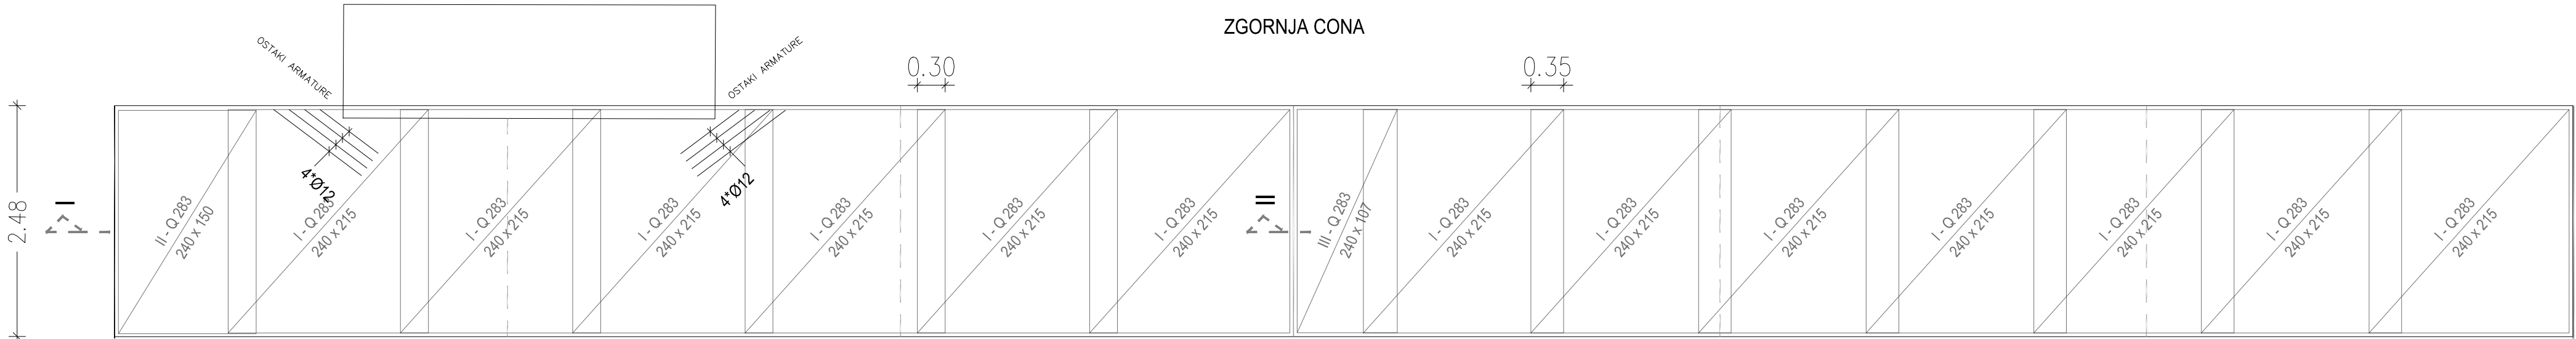 ZGORNJA CONA
OSTAKI ARMATURE
OSTAKI ARMATURE
0.30
0.35
4*Ø12
4*Ø12
2.48
I
II
II - Q 283
240 x 150
I - Q 283
240 x 215
I - Q 283
240 x 215
I - Q 283
240 x 215
I - Q 283
240 x 215
I - Q 283
240 x 215
I - Q 283
240 x 215
III - Q 283
240 x 107
I - Q 283
240 x 215
I - Q 283
240 x 215
I - Q 283
240 x 215
I - Q 283
240 x 215
I - Q 283
240 x 215
I - Q 283
240 x 215
I - Q 283
240 x 215